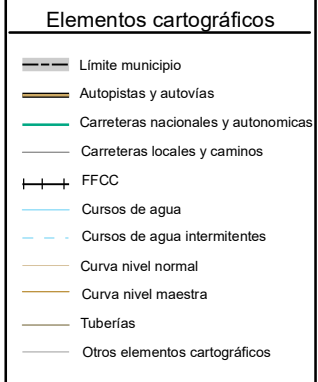 Elementos cartográficos
Límite municipio
Autopistas y autovías
Carreteras nacionales y autonomicas
Carreteras locales y caminos
FFCC
Cursos de agua
Cursos de agua intermitentes
Curva nivel normal
Curva nivel maestra
Tuberías
Otros elementos cartográficos